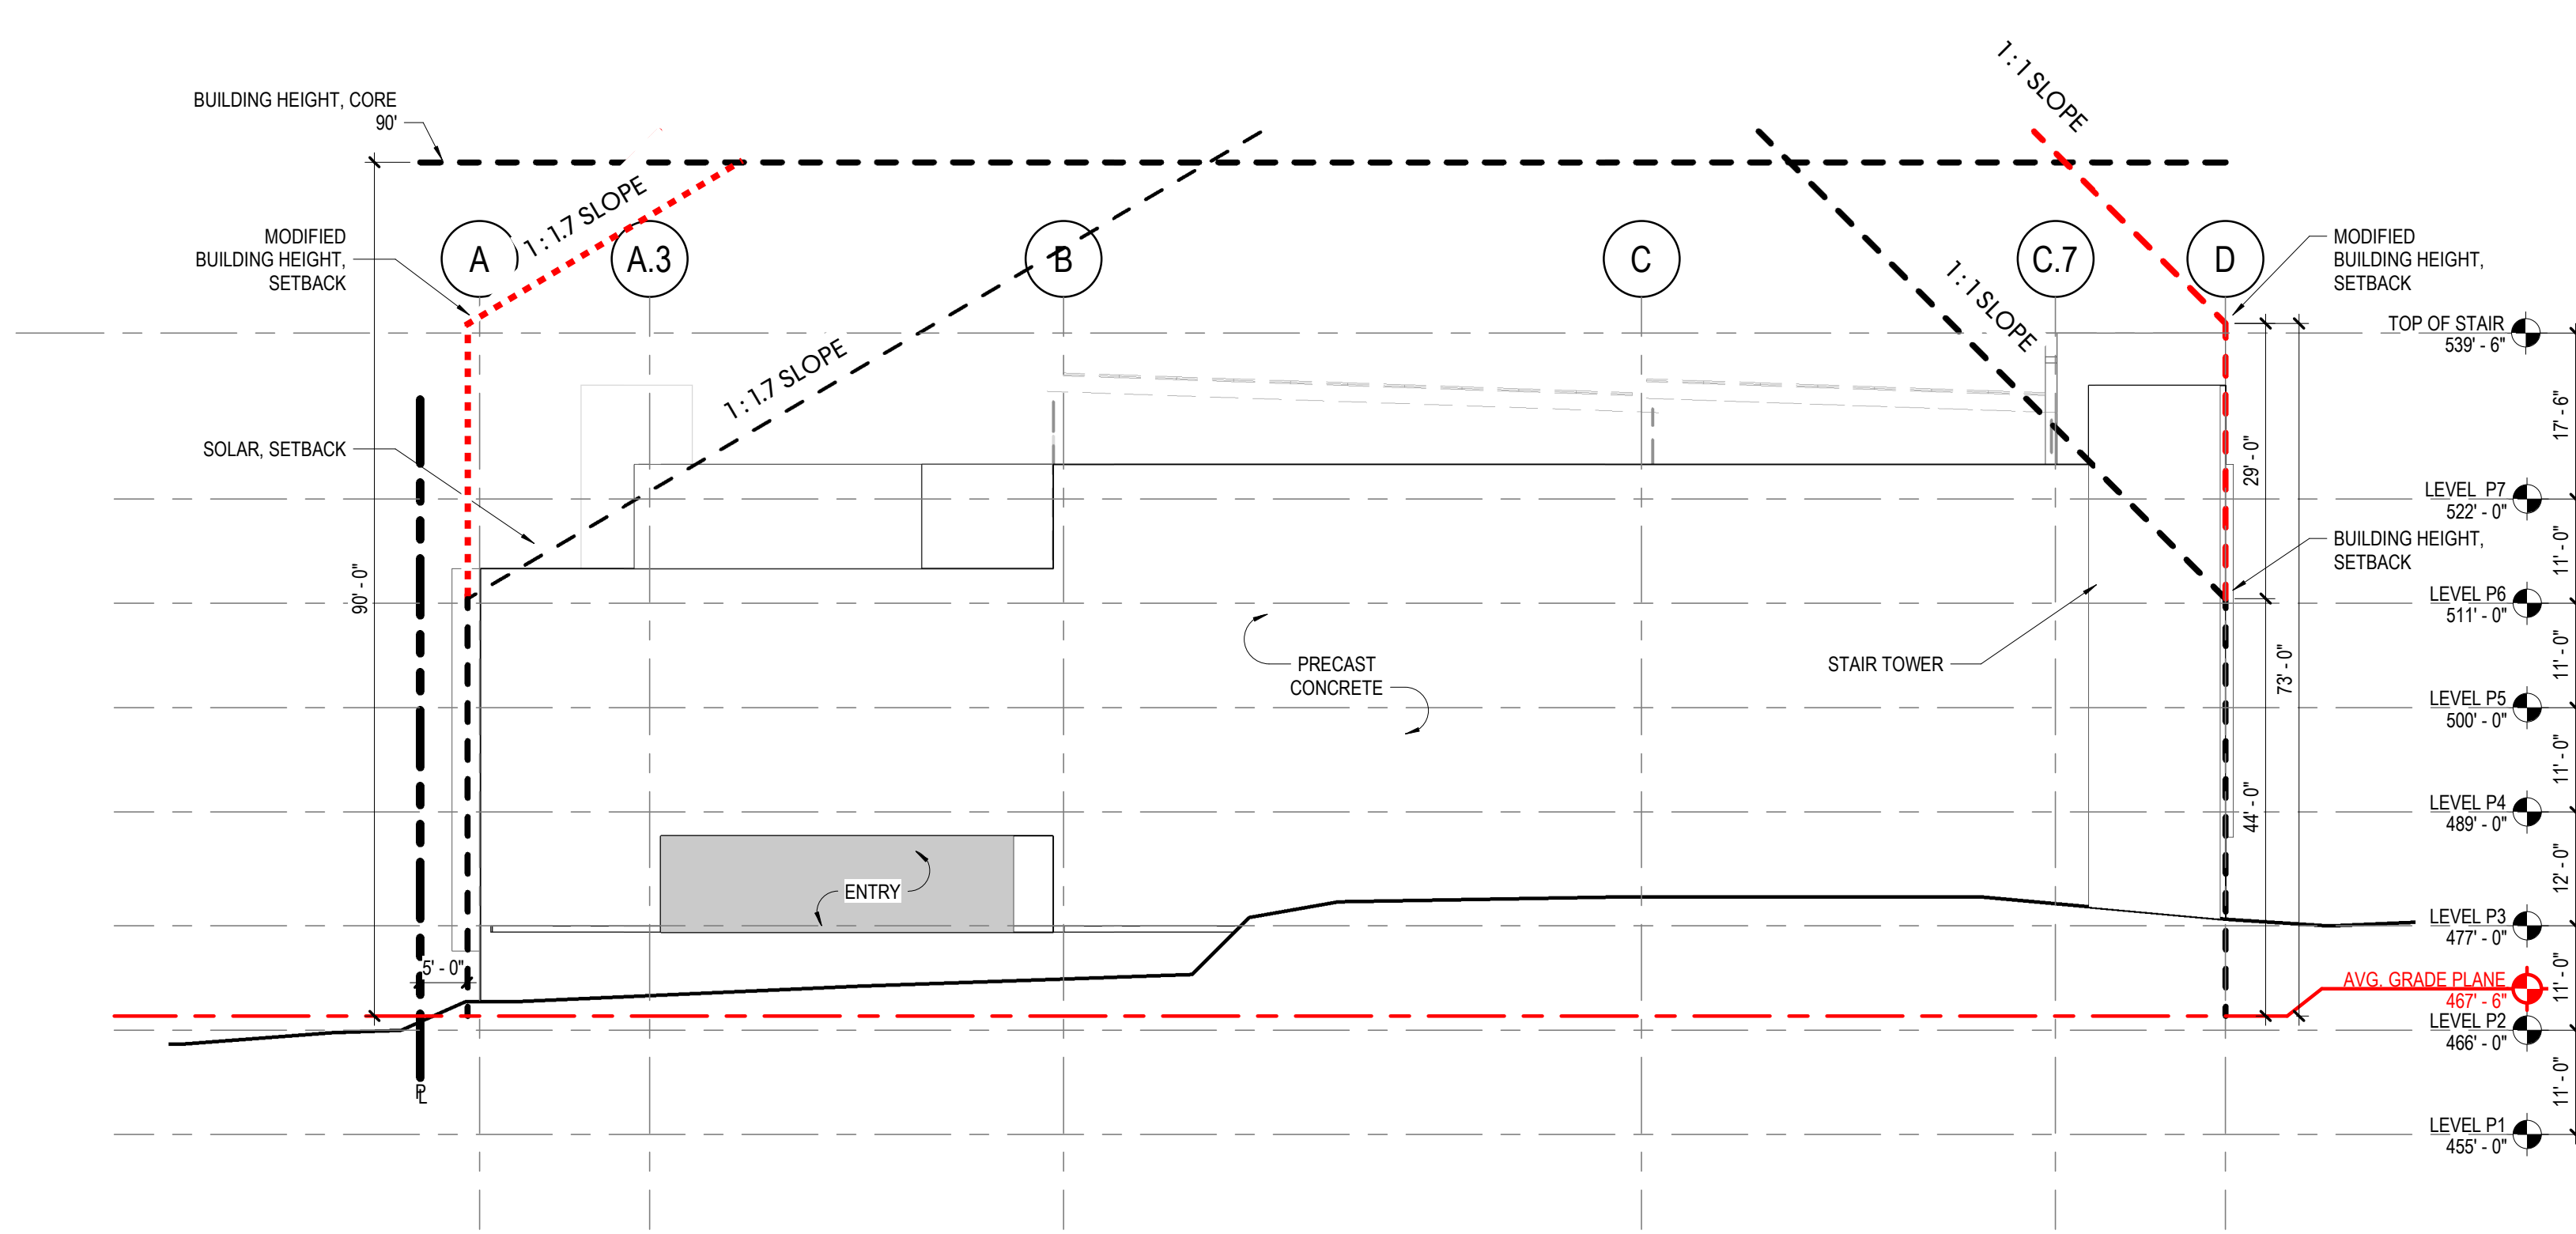 1 : 1 SLOPE
BUILDING HEIGHT, CORE
90'
1 : 1.7 SLOPE
MODIFIED
BUILDING HEIGHT,
SETBACK
A
A.3
B
C
C.7
D
MODIFIED
BUILDING HEIGHT,
SETBACK
1 : 1 SLOPE
TOP OF STAIR
539' - 6"
1 : 1.7 SLOPE
17' - 6"
SOLAR, SETBACK
29' - 0"
LEVEL P7
522' - 0"
BUILDING HEIGHT,
SETBACK
11' - 0"
90' - 0"
LEVEL P6
511' - 0"
PRECAST
CONCRETE
STAIR TOWER
73' - 0"
11' - 0"
LEVEL P5
500' - 0"
11' - 0"
44' - 0"
LEVEL P4
489' - 0"
12' - 0"
ENTRY
LEVEL P3
477' - 0"
5' - 0"
11' - 0"
AVG. GRADE PLANE
467' - 6"
LEVEL P2
466' - 0"
PL
11' - 0"
LEVEL P1
455' - 0"